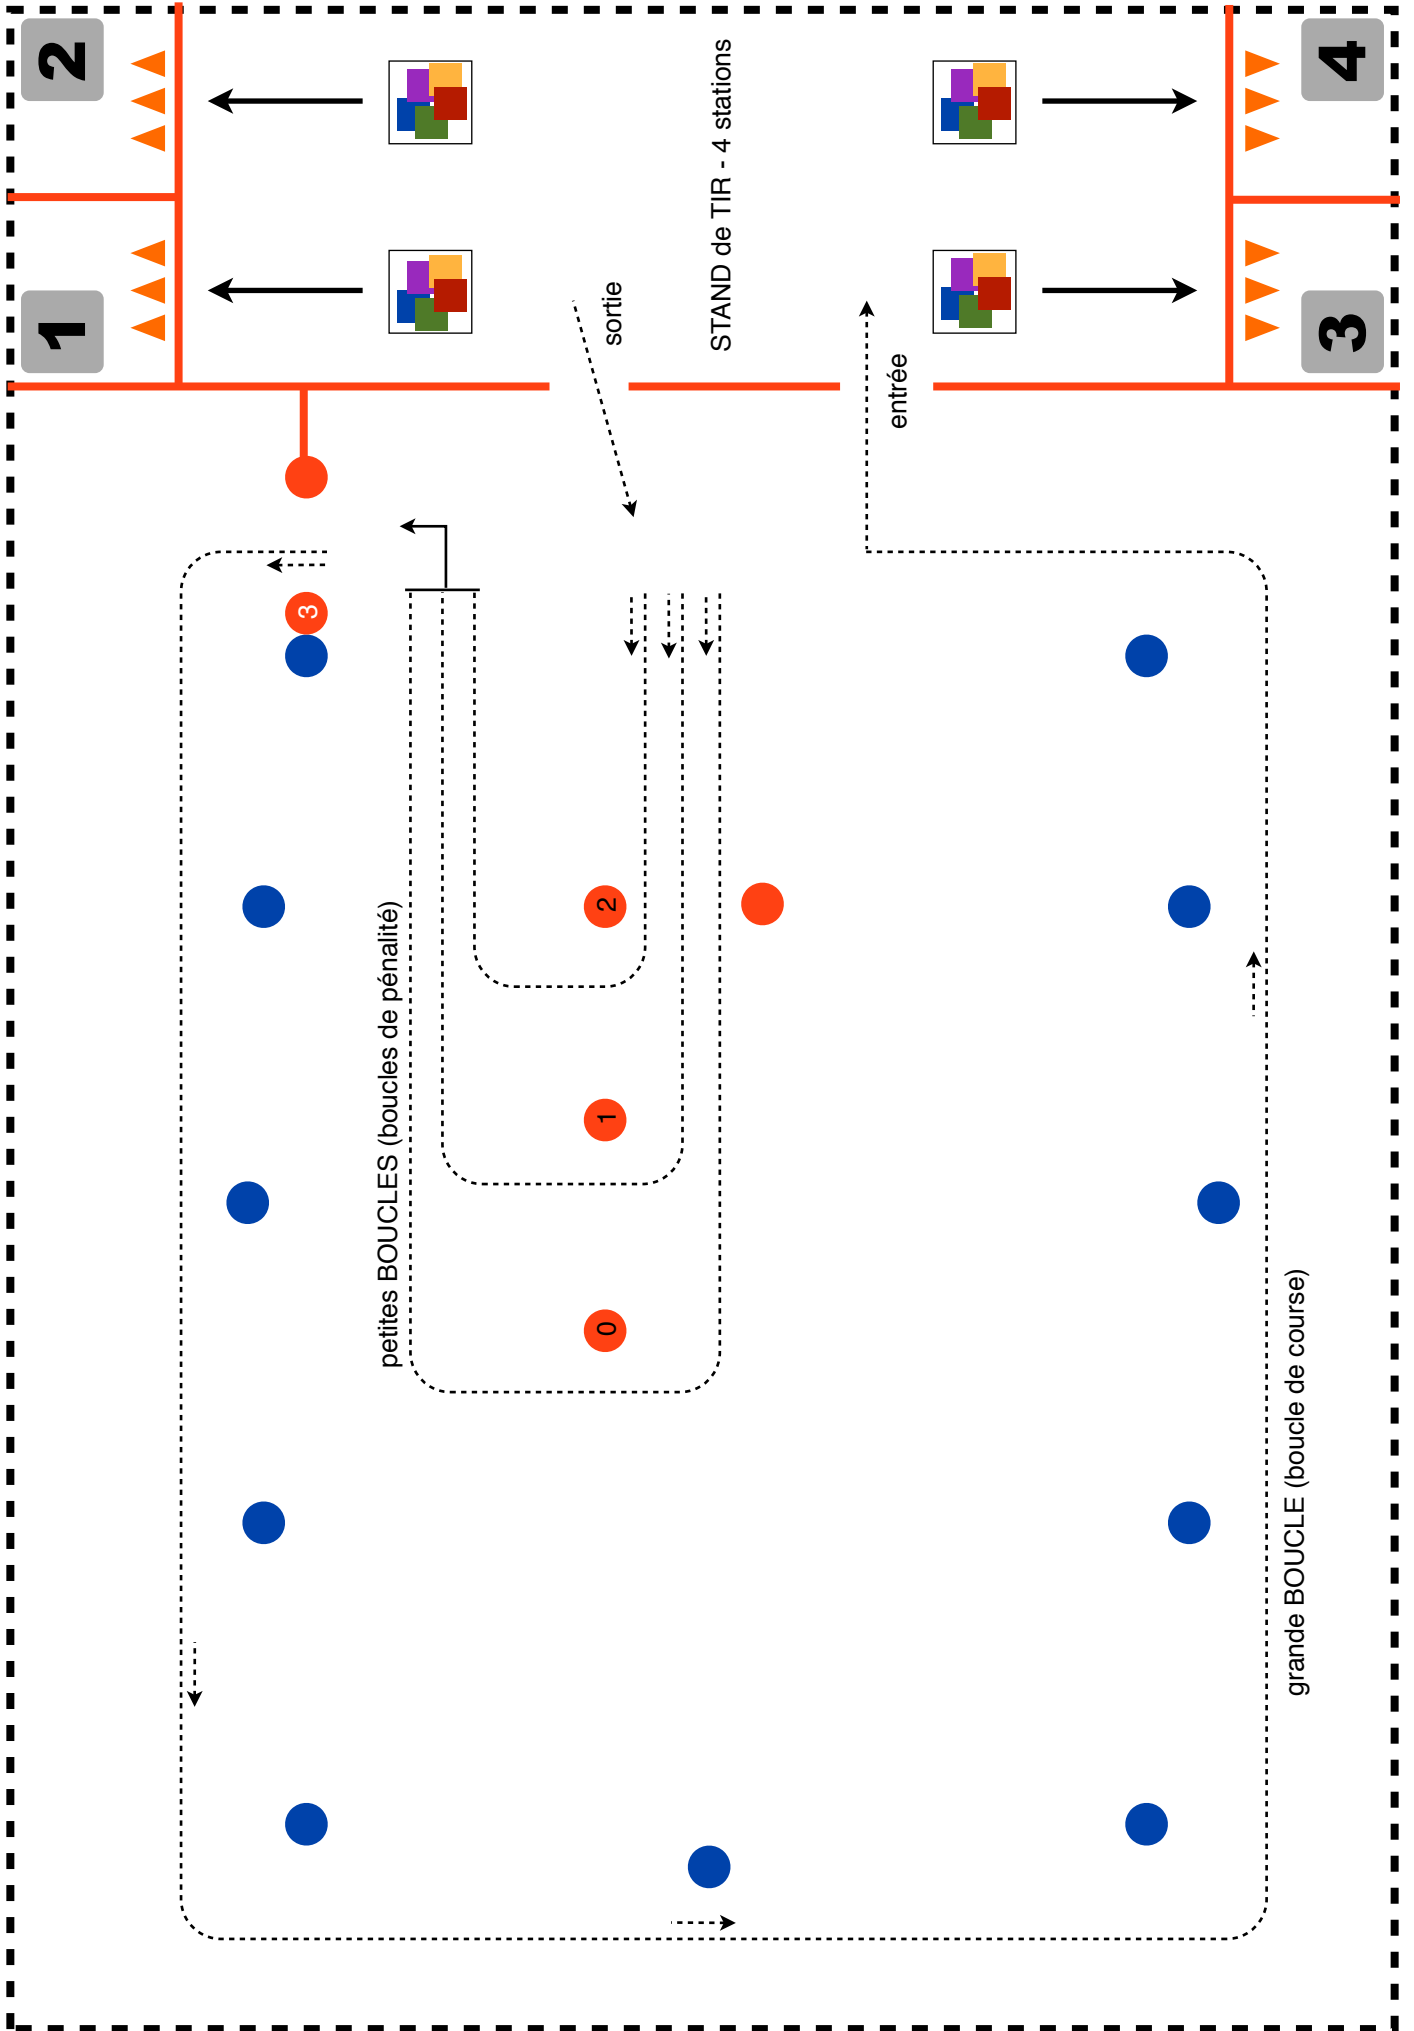 2
4
1
3
STAND de TIR - 4 stations
sortie
entrée
3
2
petites BOUCLES (boucles de pénalité)
1
0
grande BOUCLE (boucle de course)